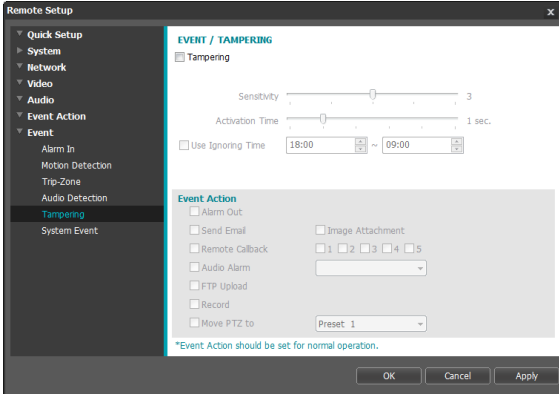 Remote Setup x
Quick Setup
System
Network
Video
Audio
Event Action
Event
Alarm In
Motion Detection
Trip-Zone
Audio Detection
Tampering
System Event
EVENT / TAMPERING
Tampering
Sensitivity 3
Activation Time 1 sec.
Use Ignoring Time 18:00 ~ 09:00
Event Action
Alarm Out
Send Email Image Attachment
Remote Callback 1 2 3 4 5
Audio Alarm
FTP Upload
Record
Move PTZ to Preset 1
*Event Action should be set for normal operation.
OK Cancel Apply